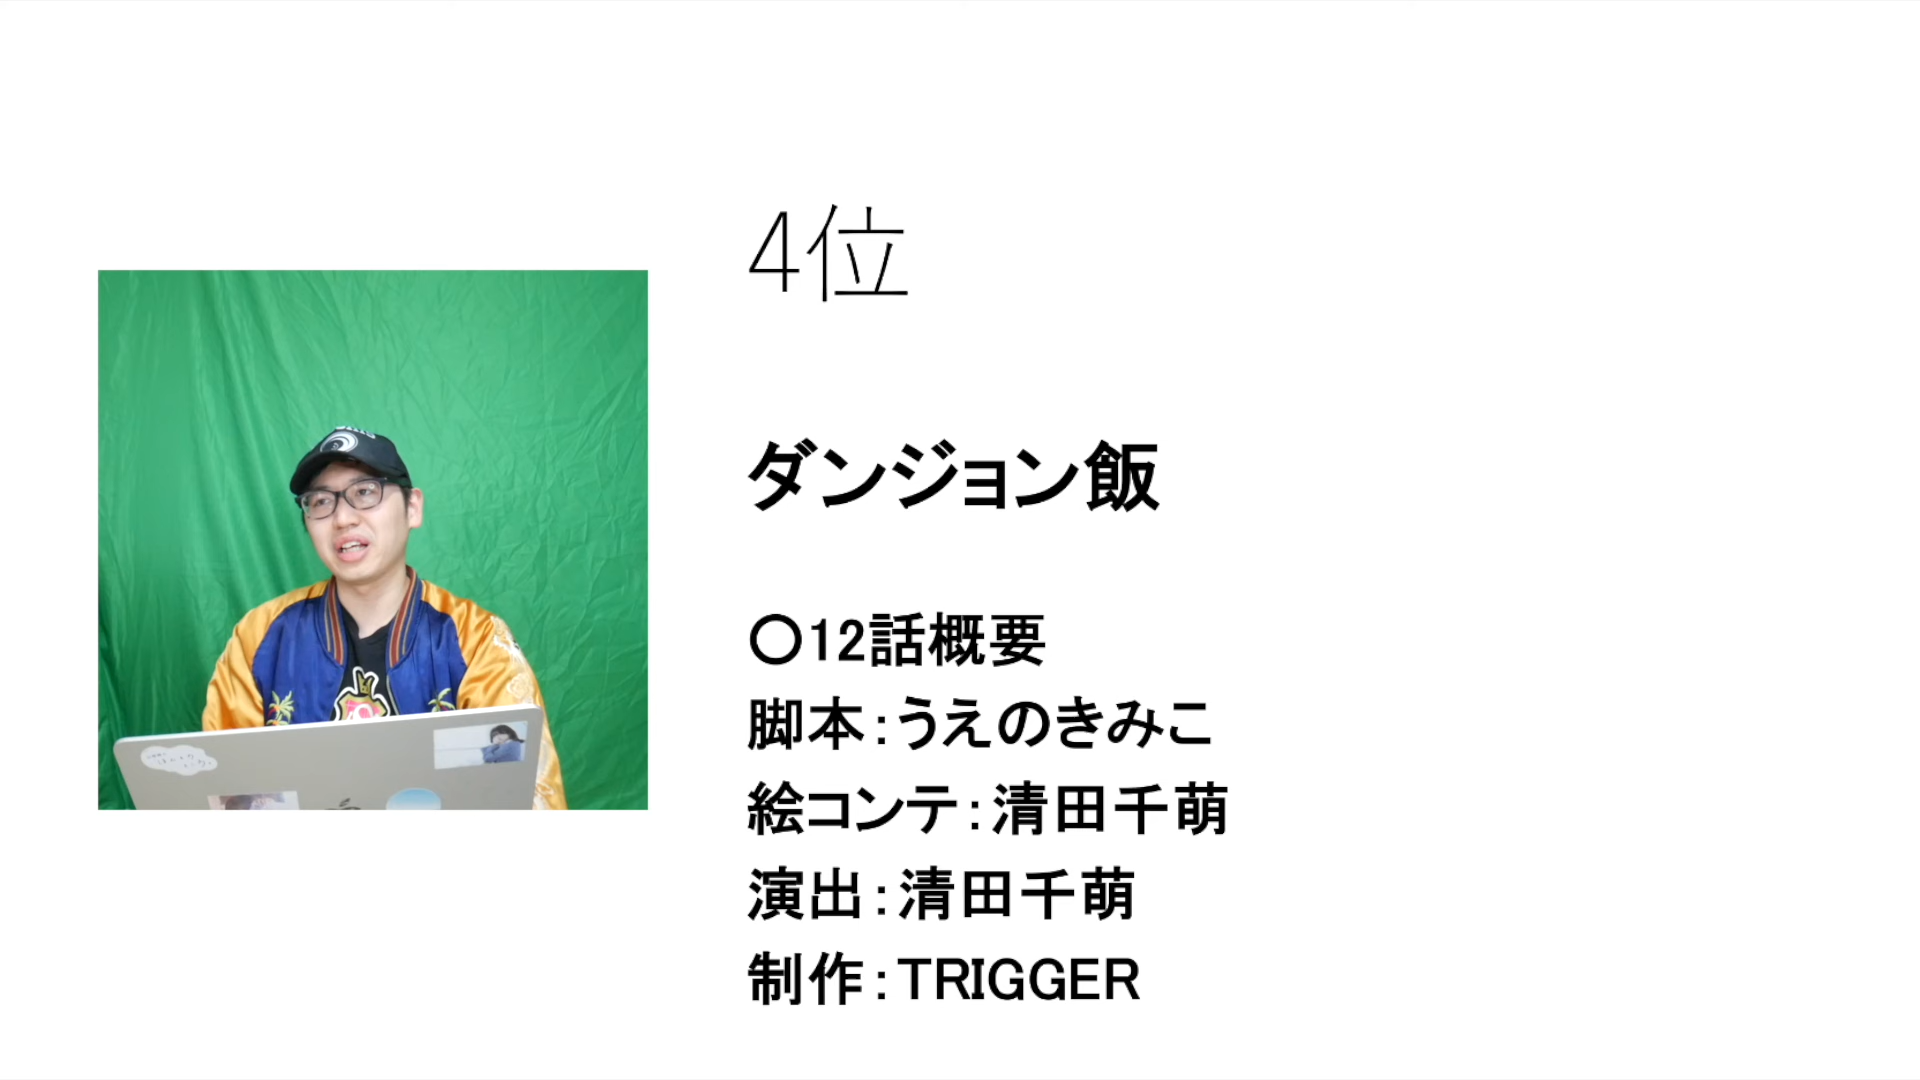 4位
ダンジョン飯
〇12話概要
脚本：うえのきみこ
絵コンテ：清田千萌
演出：清田千萌
制作：TRIGGER